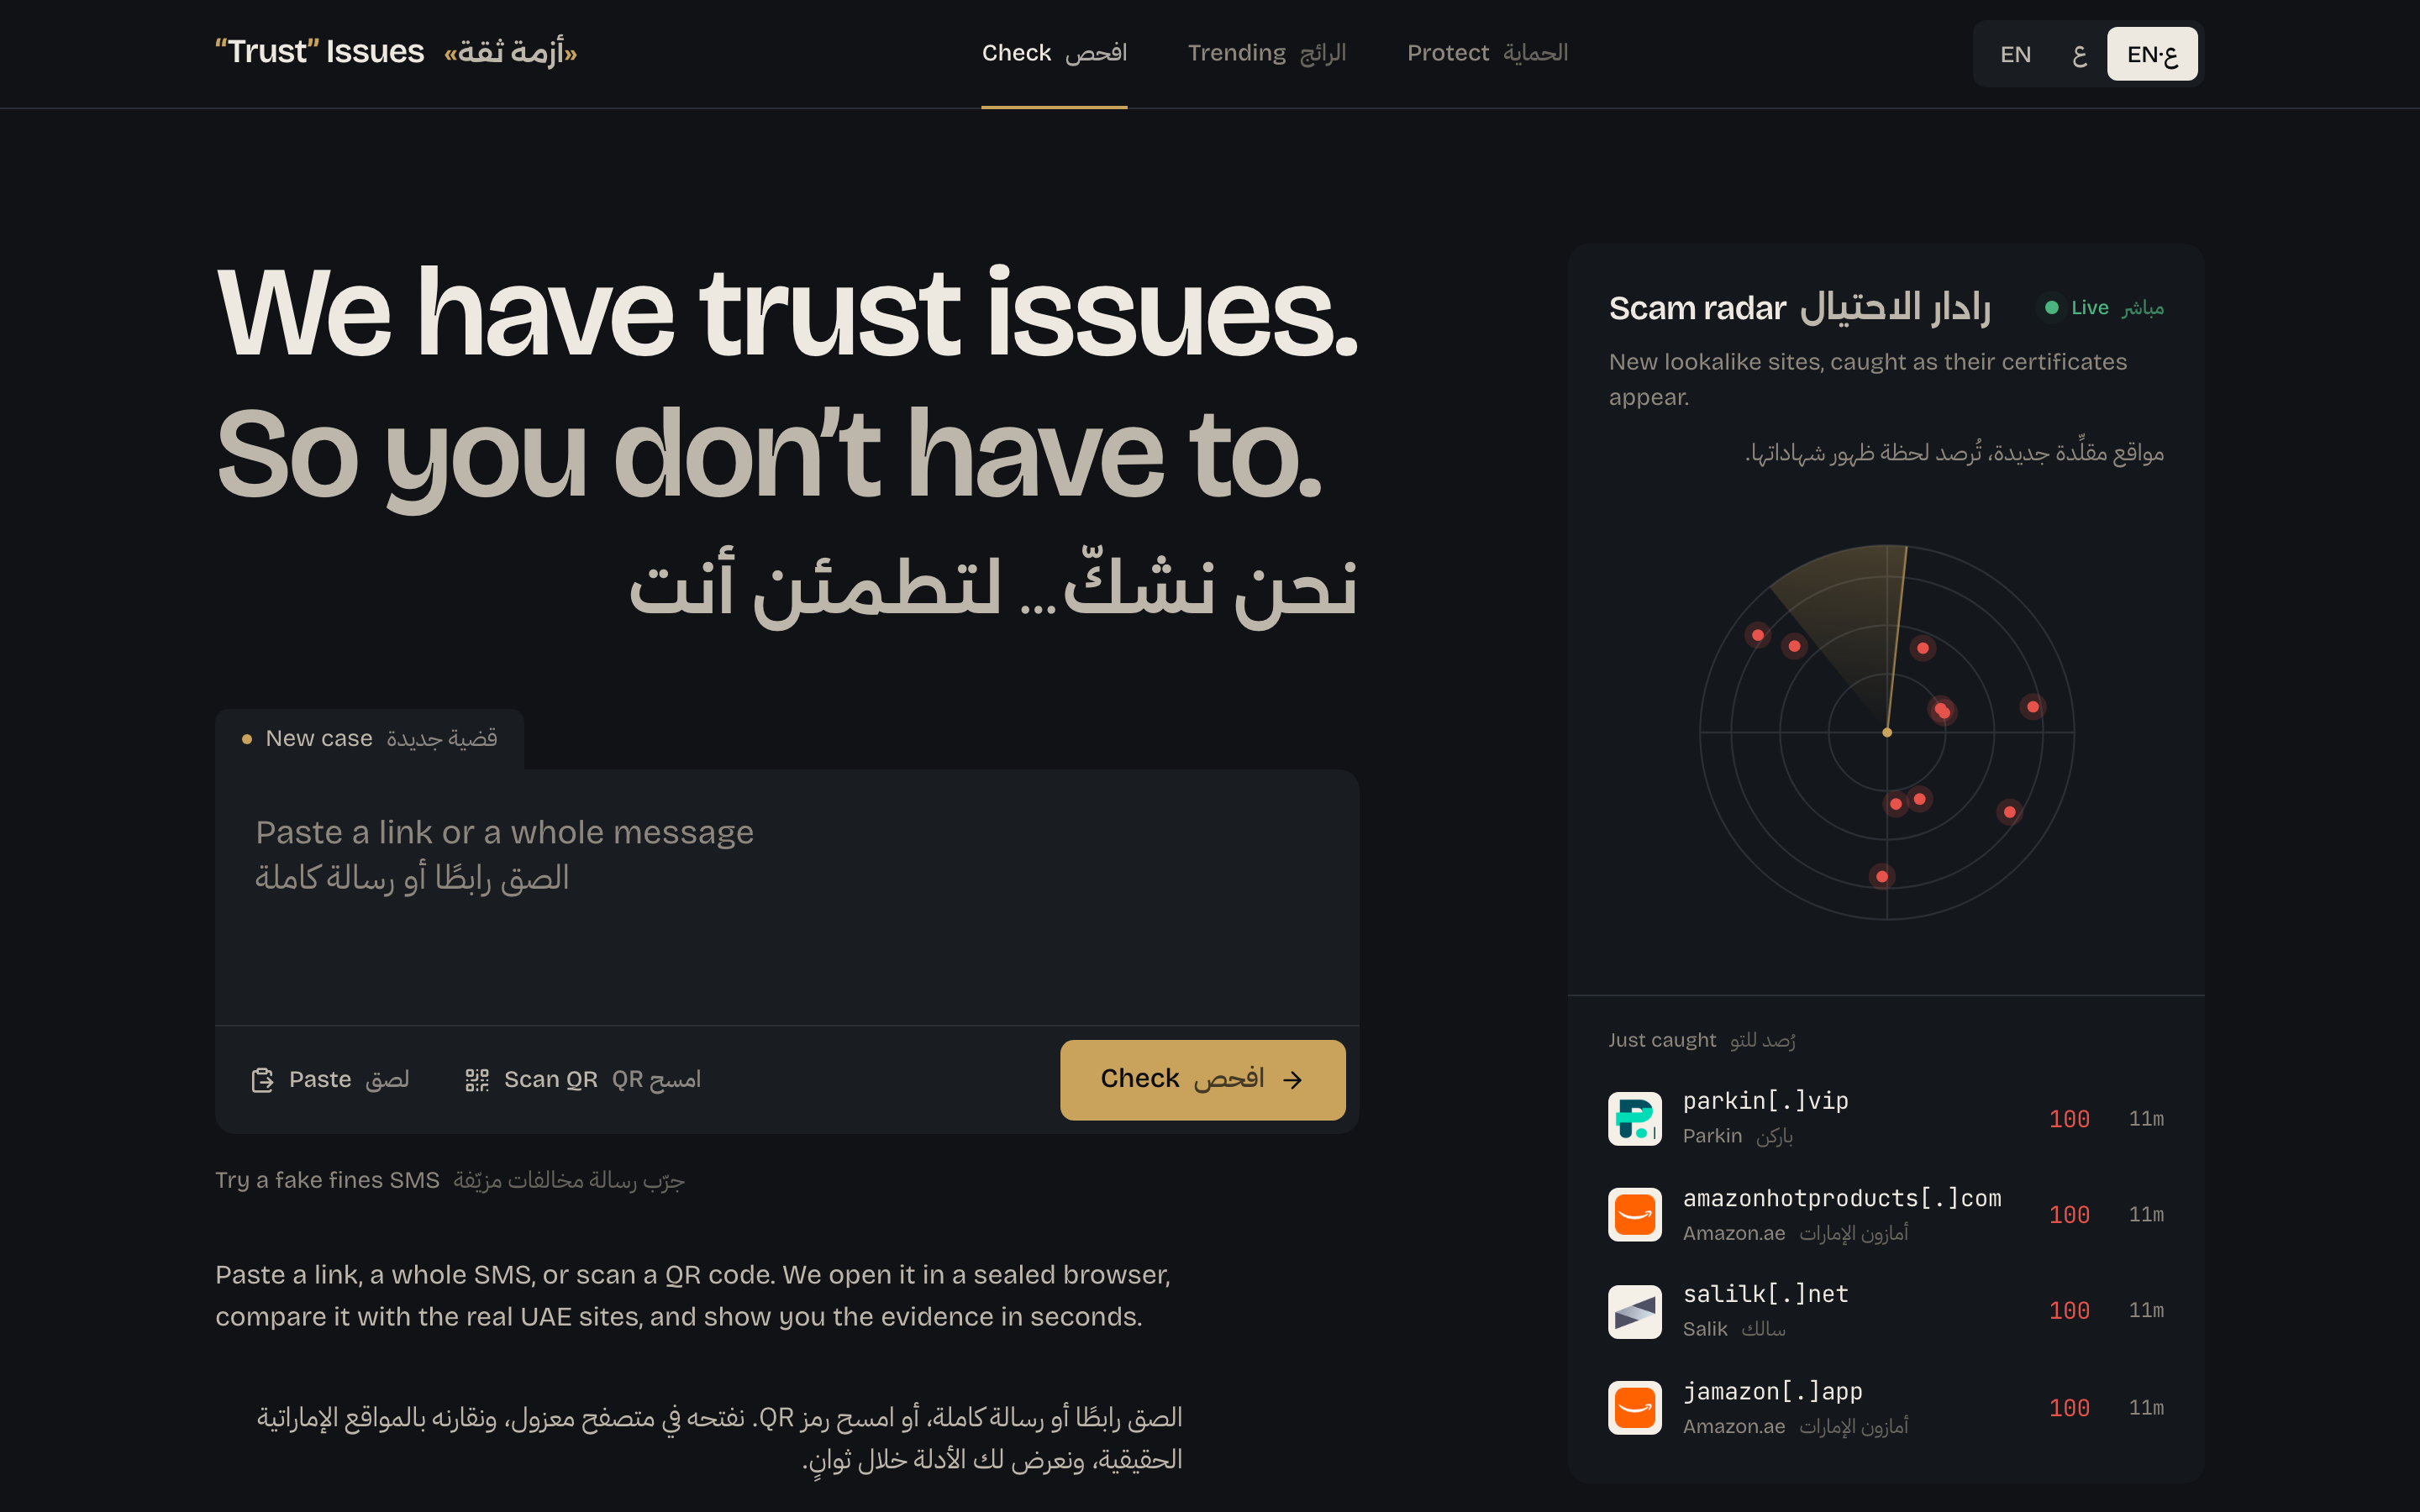 “Trust” Issues «أزمة ثقة»
Check افحص
Trending الرائج
Protect الحماية
EN
ع
EN·ع
We have trust issues.
So you don’t have to.
نحن نشكّ... لتطمئن أنت
New case قضية جديدة
Paste a link or a whole message
الصق رابطًا أو رسالة كاملة
Paste لصق
Scan QR امسح QR
Check افحص
Try a fake fines SMS جرّب رسالة مخالفات مزيّفة
Paste a link, a whole SMS, or scan a QR code. We open it in a sealed browser,
compare it with the real UAE sites, and show you the evidence in seconds.
الصق رابطًا أو رسالة كاملة، أو امسح رمز QR. نفتحه في متصفح معزول، ونقارنه بالمواقع الإماراتية
الحقيقية، ونعرض لك الأدلة خلال ثوانٍ.
Scam radar رادار الاحتيال
Live مباشر
New lookalike sites, caught as their certificates
appear.
مواقع مقلِّدة جديدة، تُرصد لحظة ظهور شهاداتها.
Just caught رُصد للتو
parkin[.]vip
Parkin باركن
100 11m
amazonhotproducts[.]com
Amazon.ae أمازون الإمارات
100 11m
salilk[.]net
Salik سالك
100 11m
jamazon[.]app
Amazon.ae أمازون الإمارات
100 11m